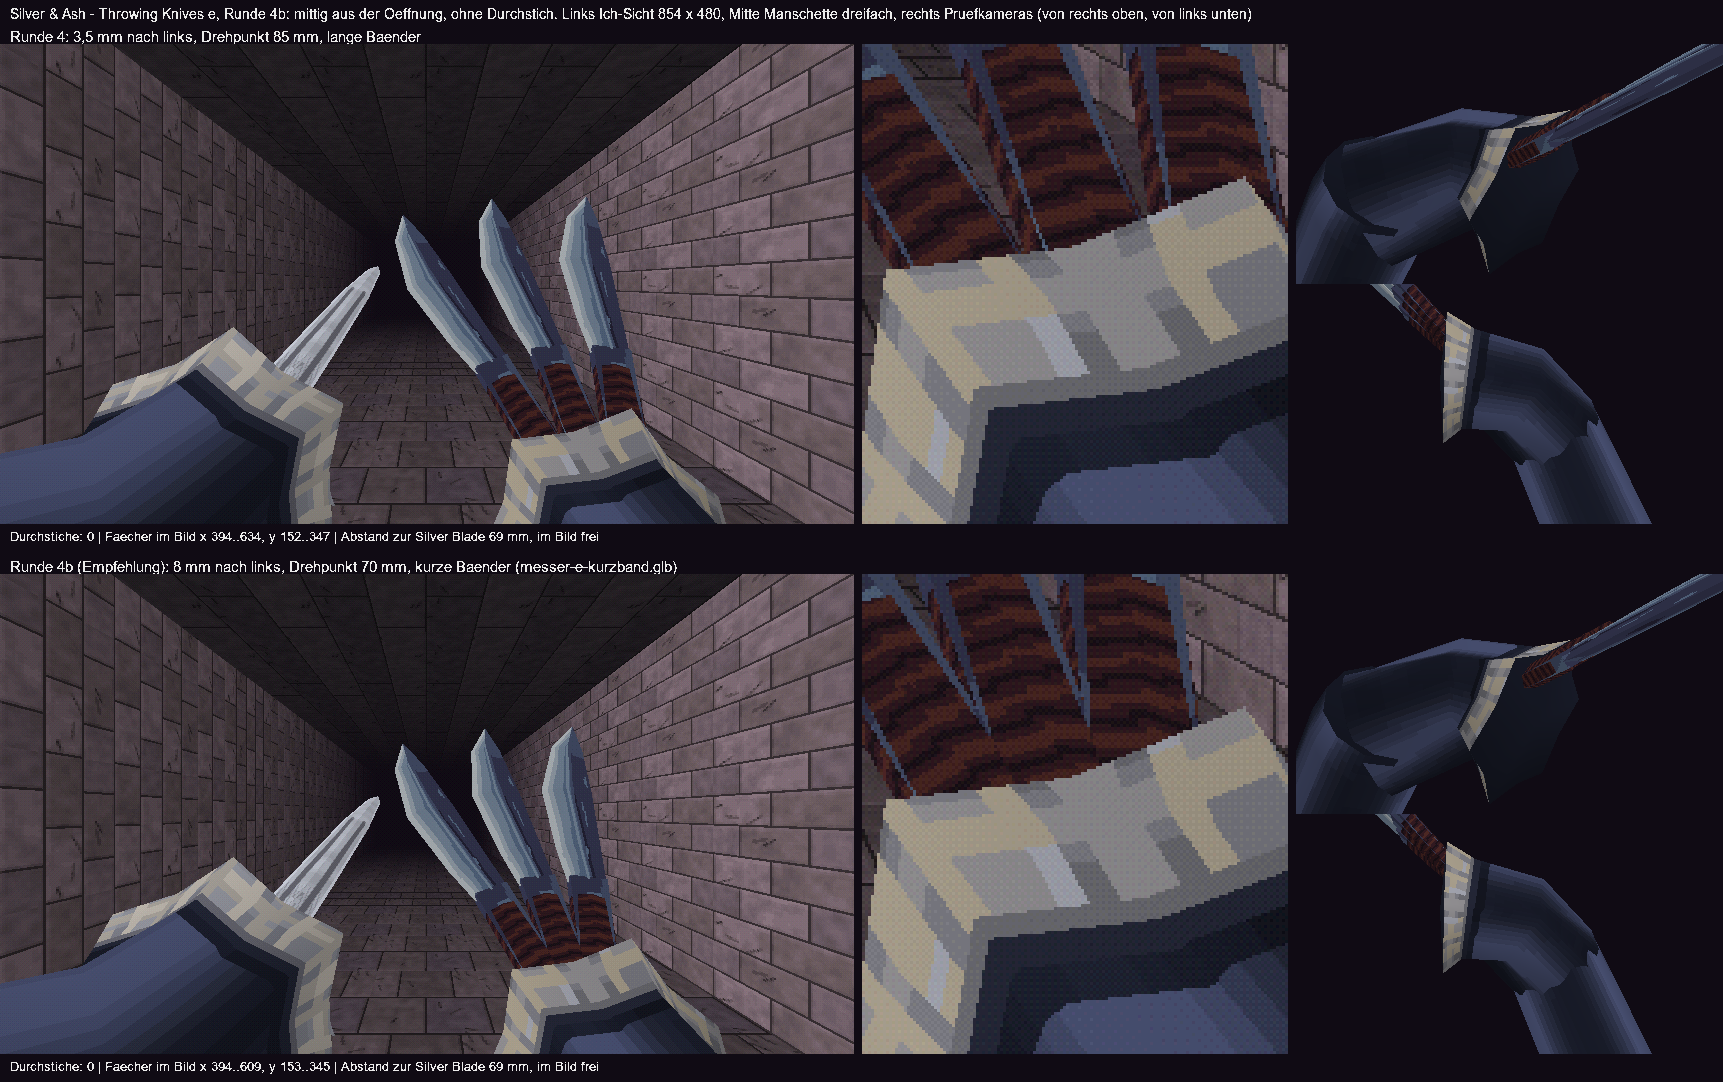 Silver & Ash - Throwing Knives e, Runde 4b: mittig aus der Oeffnung, ohne Durchstich. Links Ich-Sicht 854 x 480, Mitte Manschette dreifach, rechts Pruefkameras (von rechts oben, von links unten)
Runde 4: 3,5 mm nach links, Drehpunkt 85 mm, lange Baender
Durchstiche: 0 | Faecher im Bild x 394..634, y 152..347 | Abstand zur Silver Blade 69 mm, im Bild frei
Runde 4b (Empfehlung): 8 mm nach links, Drehpunkt 70 mm, kurze Baender (messer-e-kurzband.glb)
Durchstiche: 0 | Faecher im Bild x 394..609, y 153..345 | Abstand zur Silver Blade 69 mm, im Bild frei